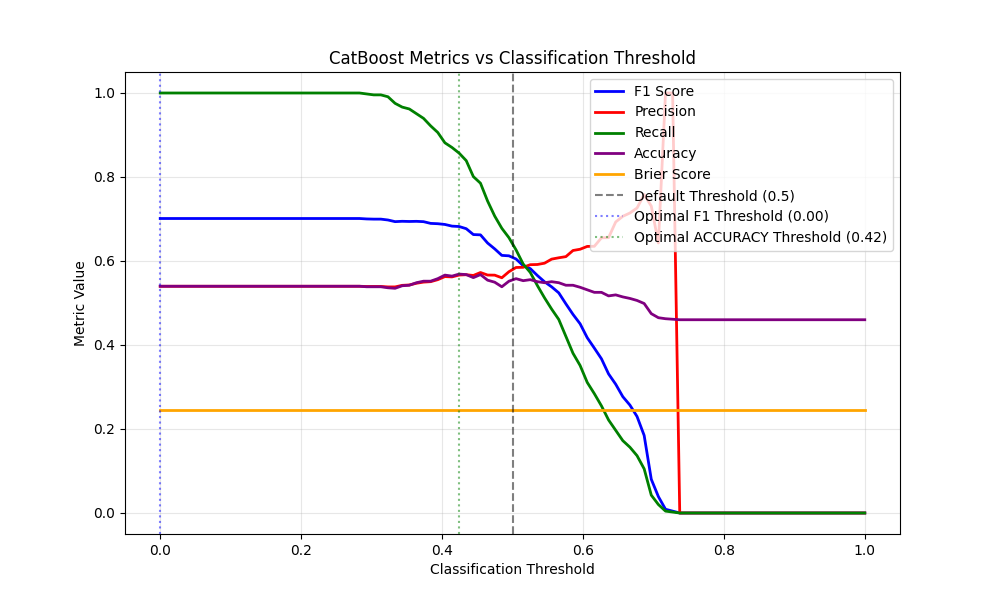 CatBoost Metrics vs Classification Threshold
1.0
0.8
0.6
0.4
0.2
0.0
Metric Value
F1 Score
Precision
Recall
Accuracy
Brier Score
Default Threshold (0.5)
Optimal F1 Threshold (0.00)
Optimal ACCURACY Threshold (0.42)
0.0 0.2 0.4 0.6 0.8 1.0
Classification Threshold